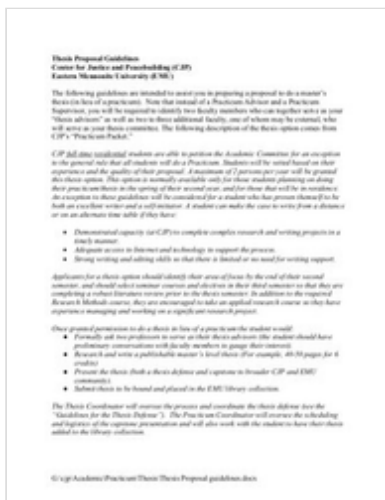 Thesis Proposal Guidelines
Center for Justice and Peacebuilding (CJP)
Eastern Mennonite University (EMU)
The following guidelines are intended to assist you in preparing a proposal to do a master's
thesis (in lieu of a practicum). Note that instead of a Practicum Advisor and a Practicum
Supervisor, you will be required to identify two faculty members who can together serve as your
"thesis advisors" as well as two to three additional faculty, one of whom may be external, who
will serve as your thesis committee. The following description of the thesis option comes from
CJP's "Practicum Packet."
CJP full-time residential students are able to petition the Academic Committee for an exception
to the general rule that all students will do a Practicum. Students will be vetted based on their
experience and the quality of their proposal. A maximum of 2 persons per year will be granted
this thesis option. This option is normally available only for those students planning on doing
their practicum/thesis in the spring of their second year, and for those that will be in residence.
An exception to these guidelines will be considered for a student who has proven themself to be
both an excellent writer and a self-initiator. A student can make the case to write from a distance
or on an alternate time table if they have:
• Demonstrated capacity (at CJP) to complete complex research and writing projects in a
timely manner.
• Adequate access to Internet and technology to support the process.
• Strong writing and editing skills so that there is limited or no need for writing support.
Applicants for a thesis option should identify their area of focus by the end of their second
semester, and should select seminar courses and electives in their third semester so that they are
completing a robust literature review prior to the thesis semester. In addition to the required
Research Methods course, they are encouraged to take an applied research course so they have
experience managing and working on a significant research project.
Once granted permission to do a thesis in lieu of a practicum the student would:
• Formally ask two professors to serve as their thesis advisors (the student should have
preliminary conversations with faculty members to gauge their interest).
• Research and write a publishable master's level thesis (For example, 40-50 pages for 6
credits)
• Present the thesis (both a thesis defense and capstone to broader CJP and EMU
community).
• Submit thesis to be bound and placed in the EMU library collection.
The Thesis Coordinator will oversee the process and coordinate the thesis defense (see the
"Guidelines for the Thesis Defense"). The Practicum Coordinator will oversee the scheduling
and logistics of the capstone presentation and will also work with the student to have their thesis
added to the library collection.
G:\cjp\Academic\Practicum\Thesis\Thesis Proposal guidelines.docx